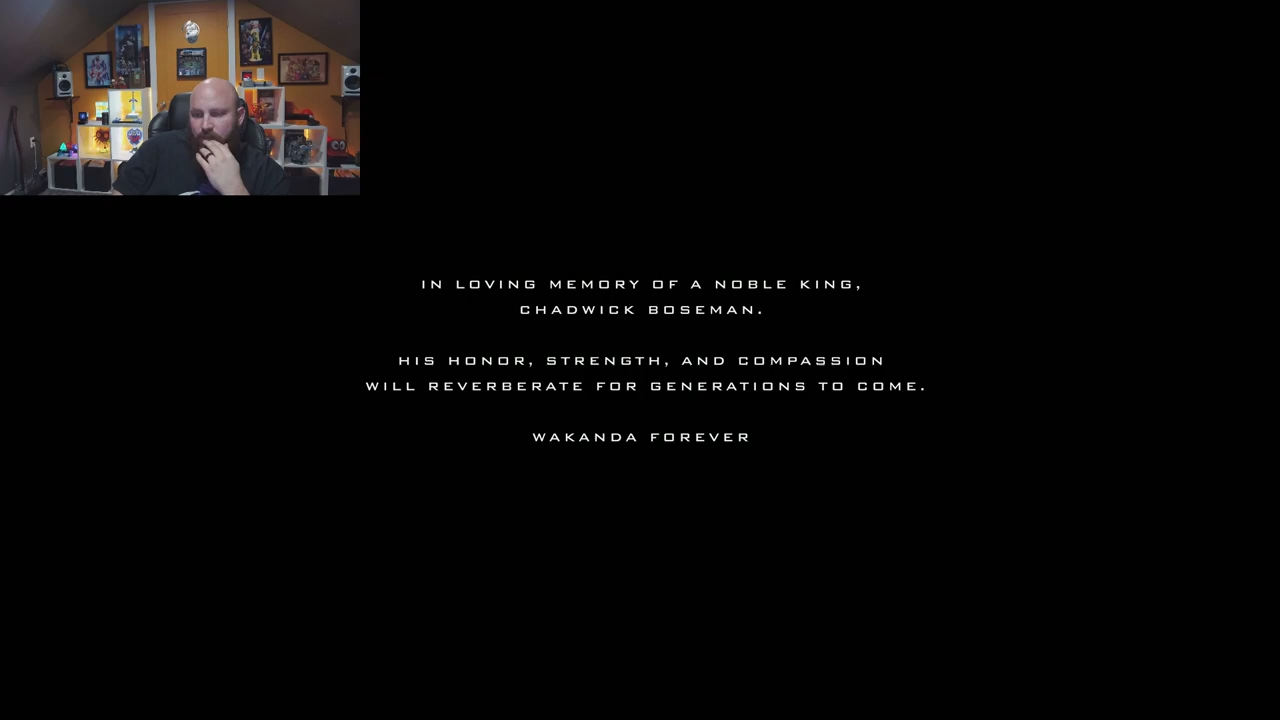 IN LOVING MEMORY OF A NOBLE KING,
CHADWICK BOSEMAN.
HIS HONOR, STRENGTH, AND COMPASSION
WILL REVERBERATE FOR GENERATIONS TO COME.
WAKANDA FOREVER